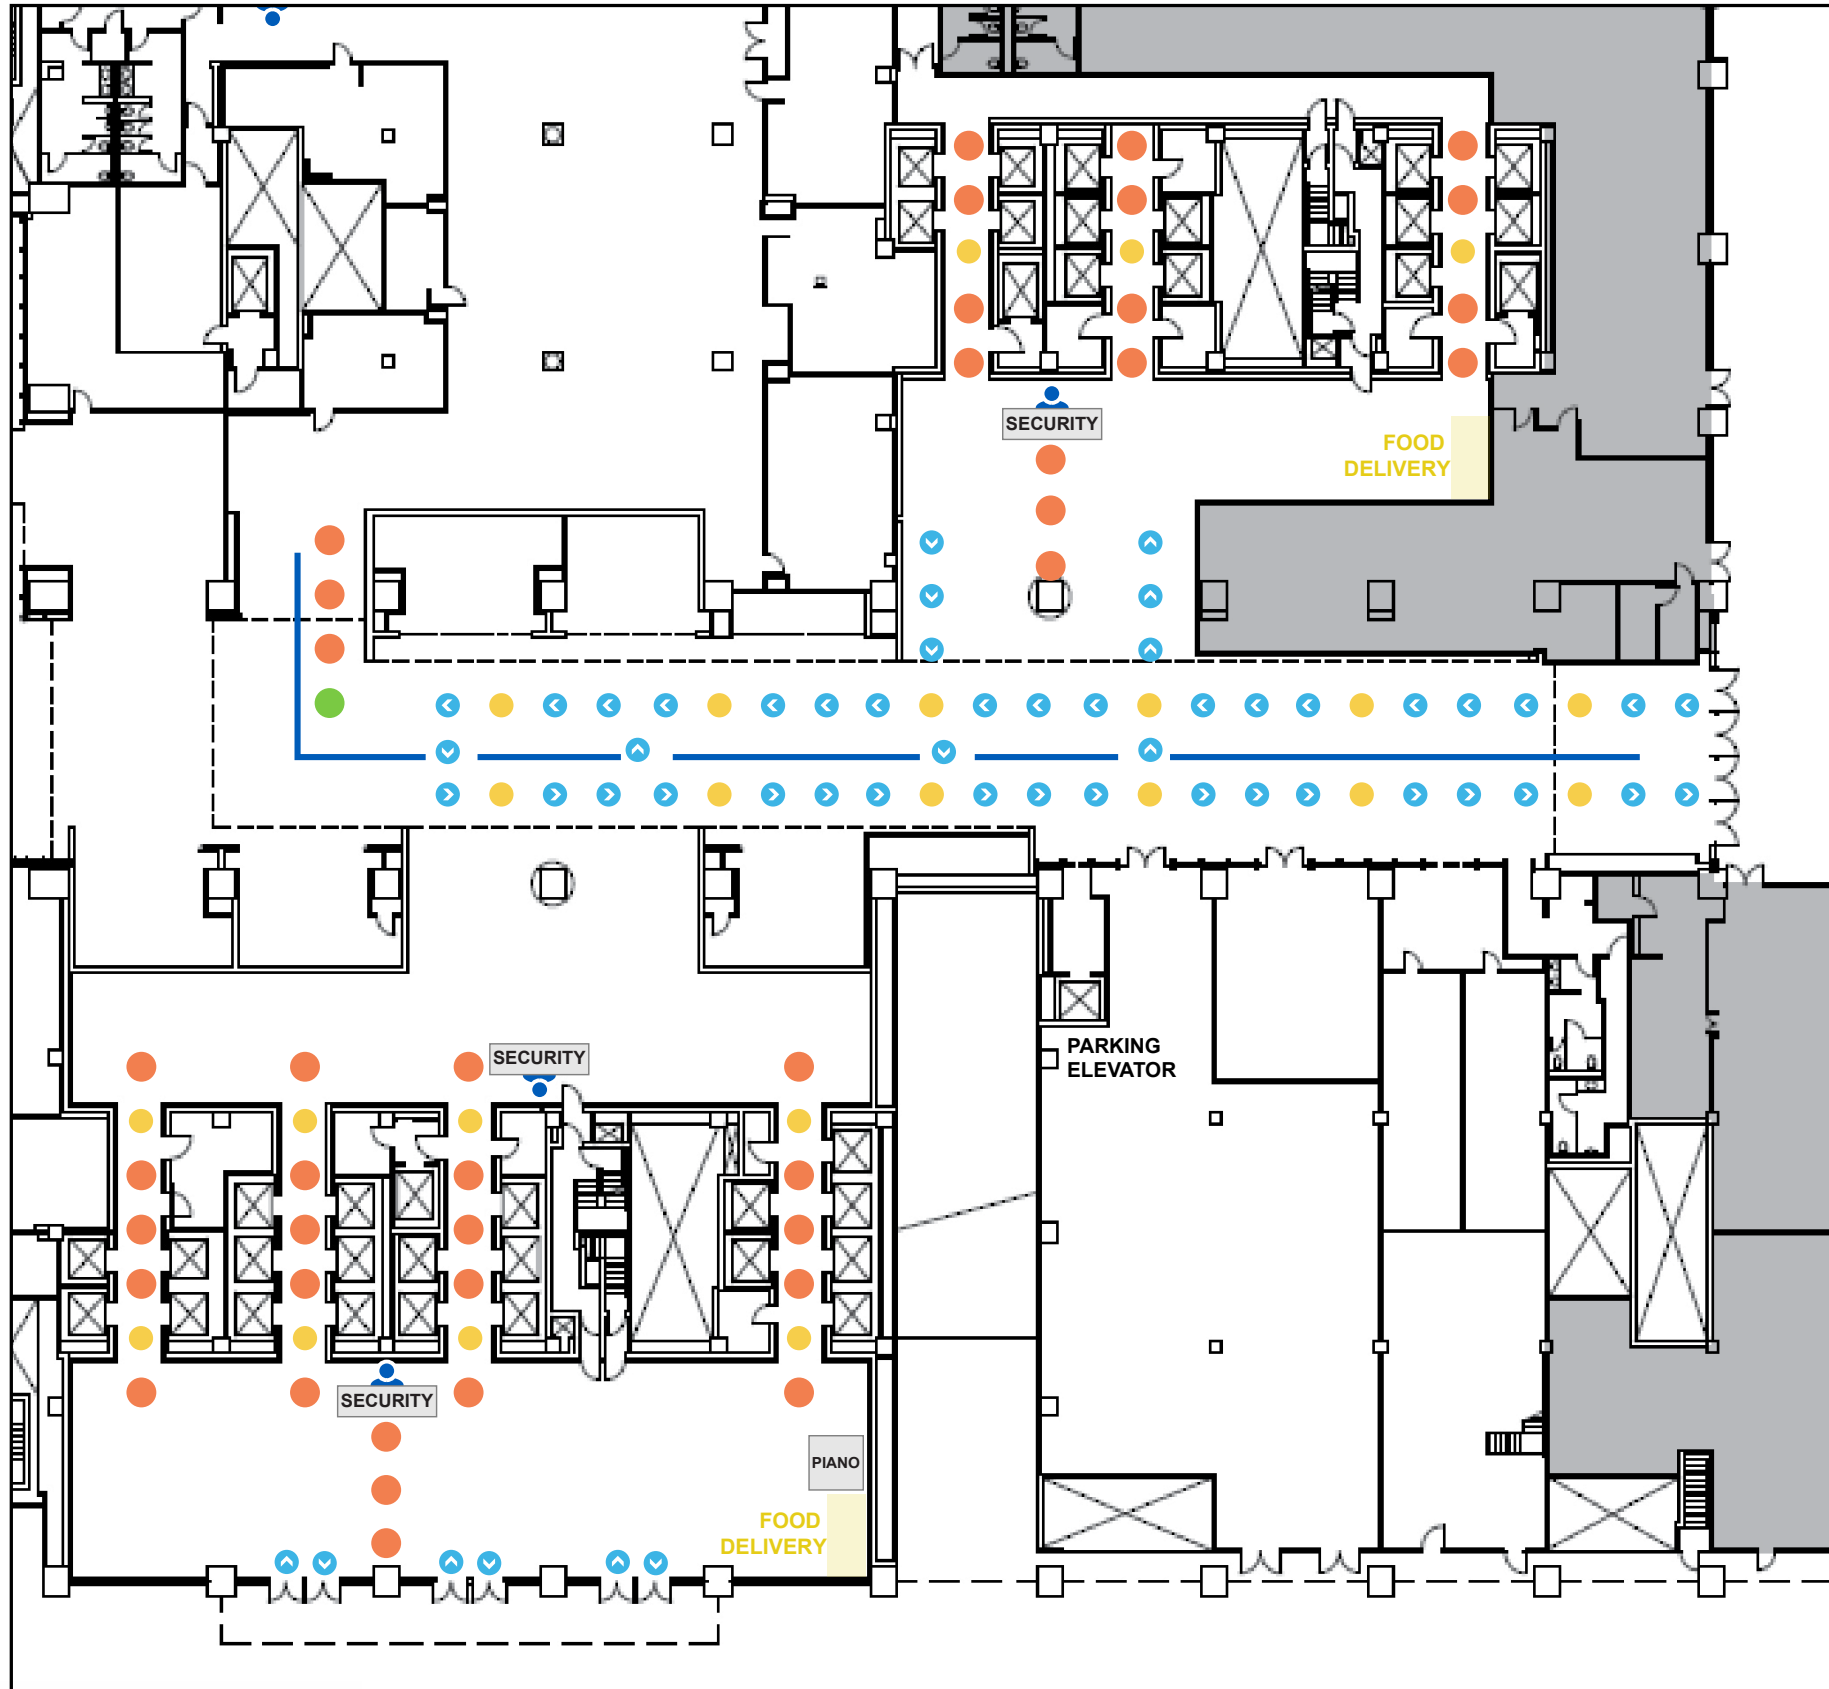 SECURITY
FOOD
DELIVERY
SECURITY
PARKING
ELEVATOR
SECURITY
PIANO
FOOD
DELIVERY